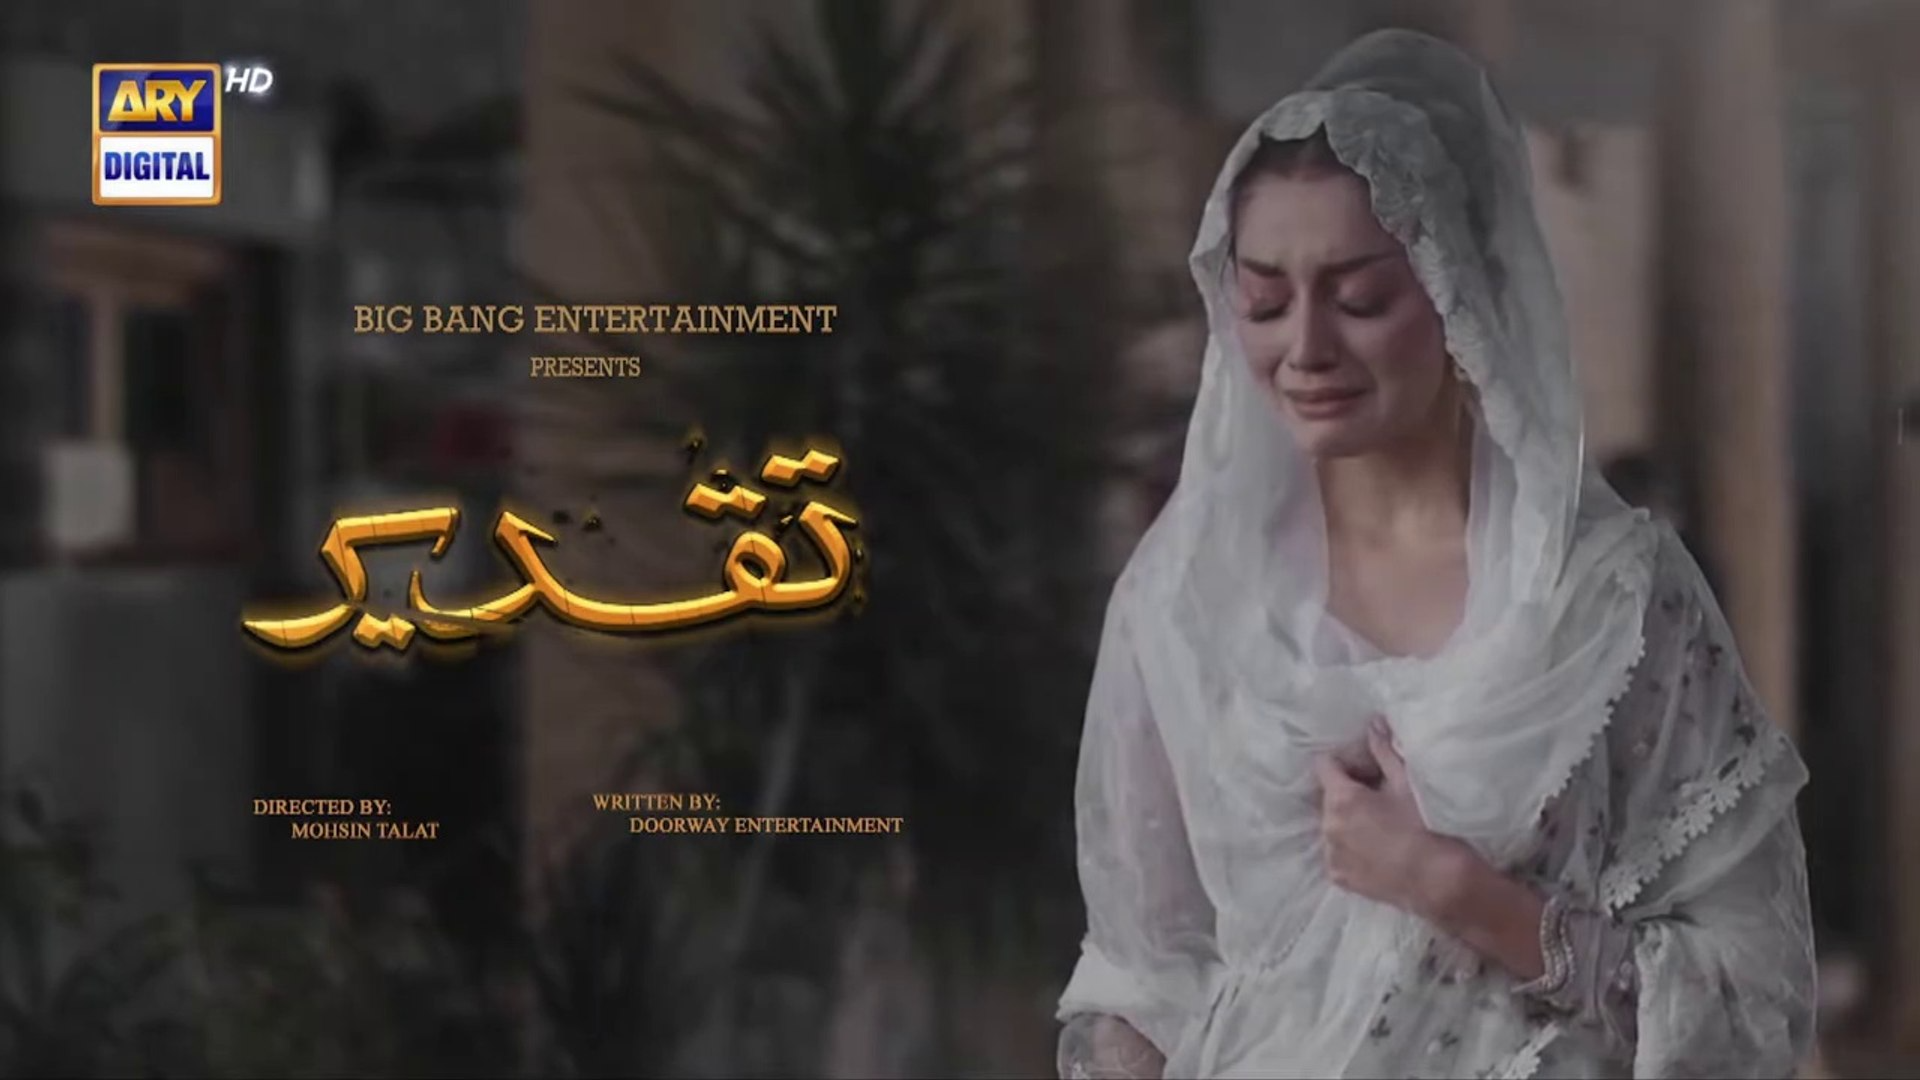 ARY HD
DIGITAL
BIG BANG ENTERTAINMENT
PRESENTS
تقدیر
DIRECTED BY:
MOHSIN TALAT
WRITTEN BY:
DOORWAY ENTERTAINMENT